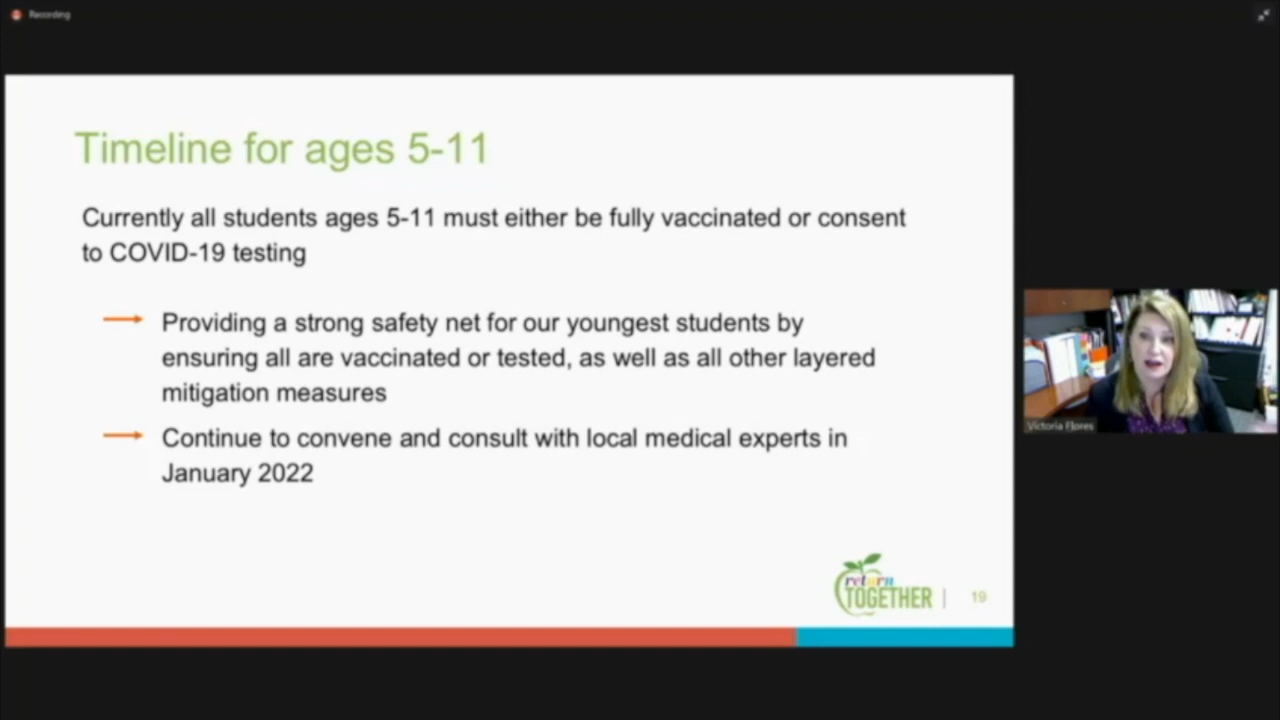 Recording
Timeline for ages 5-11
Currently all students ages 5-11 must either be fully vaccinated or consent
to COVID-19 testing
Providing a strong safety net for our youngest students by
ensuring all are vaccinated or tested, as well as all other layered
mitigation measures
Continue to convene and consult with local medical experts in
January 2022
return
TOGETHER
19
Victoria Flores